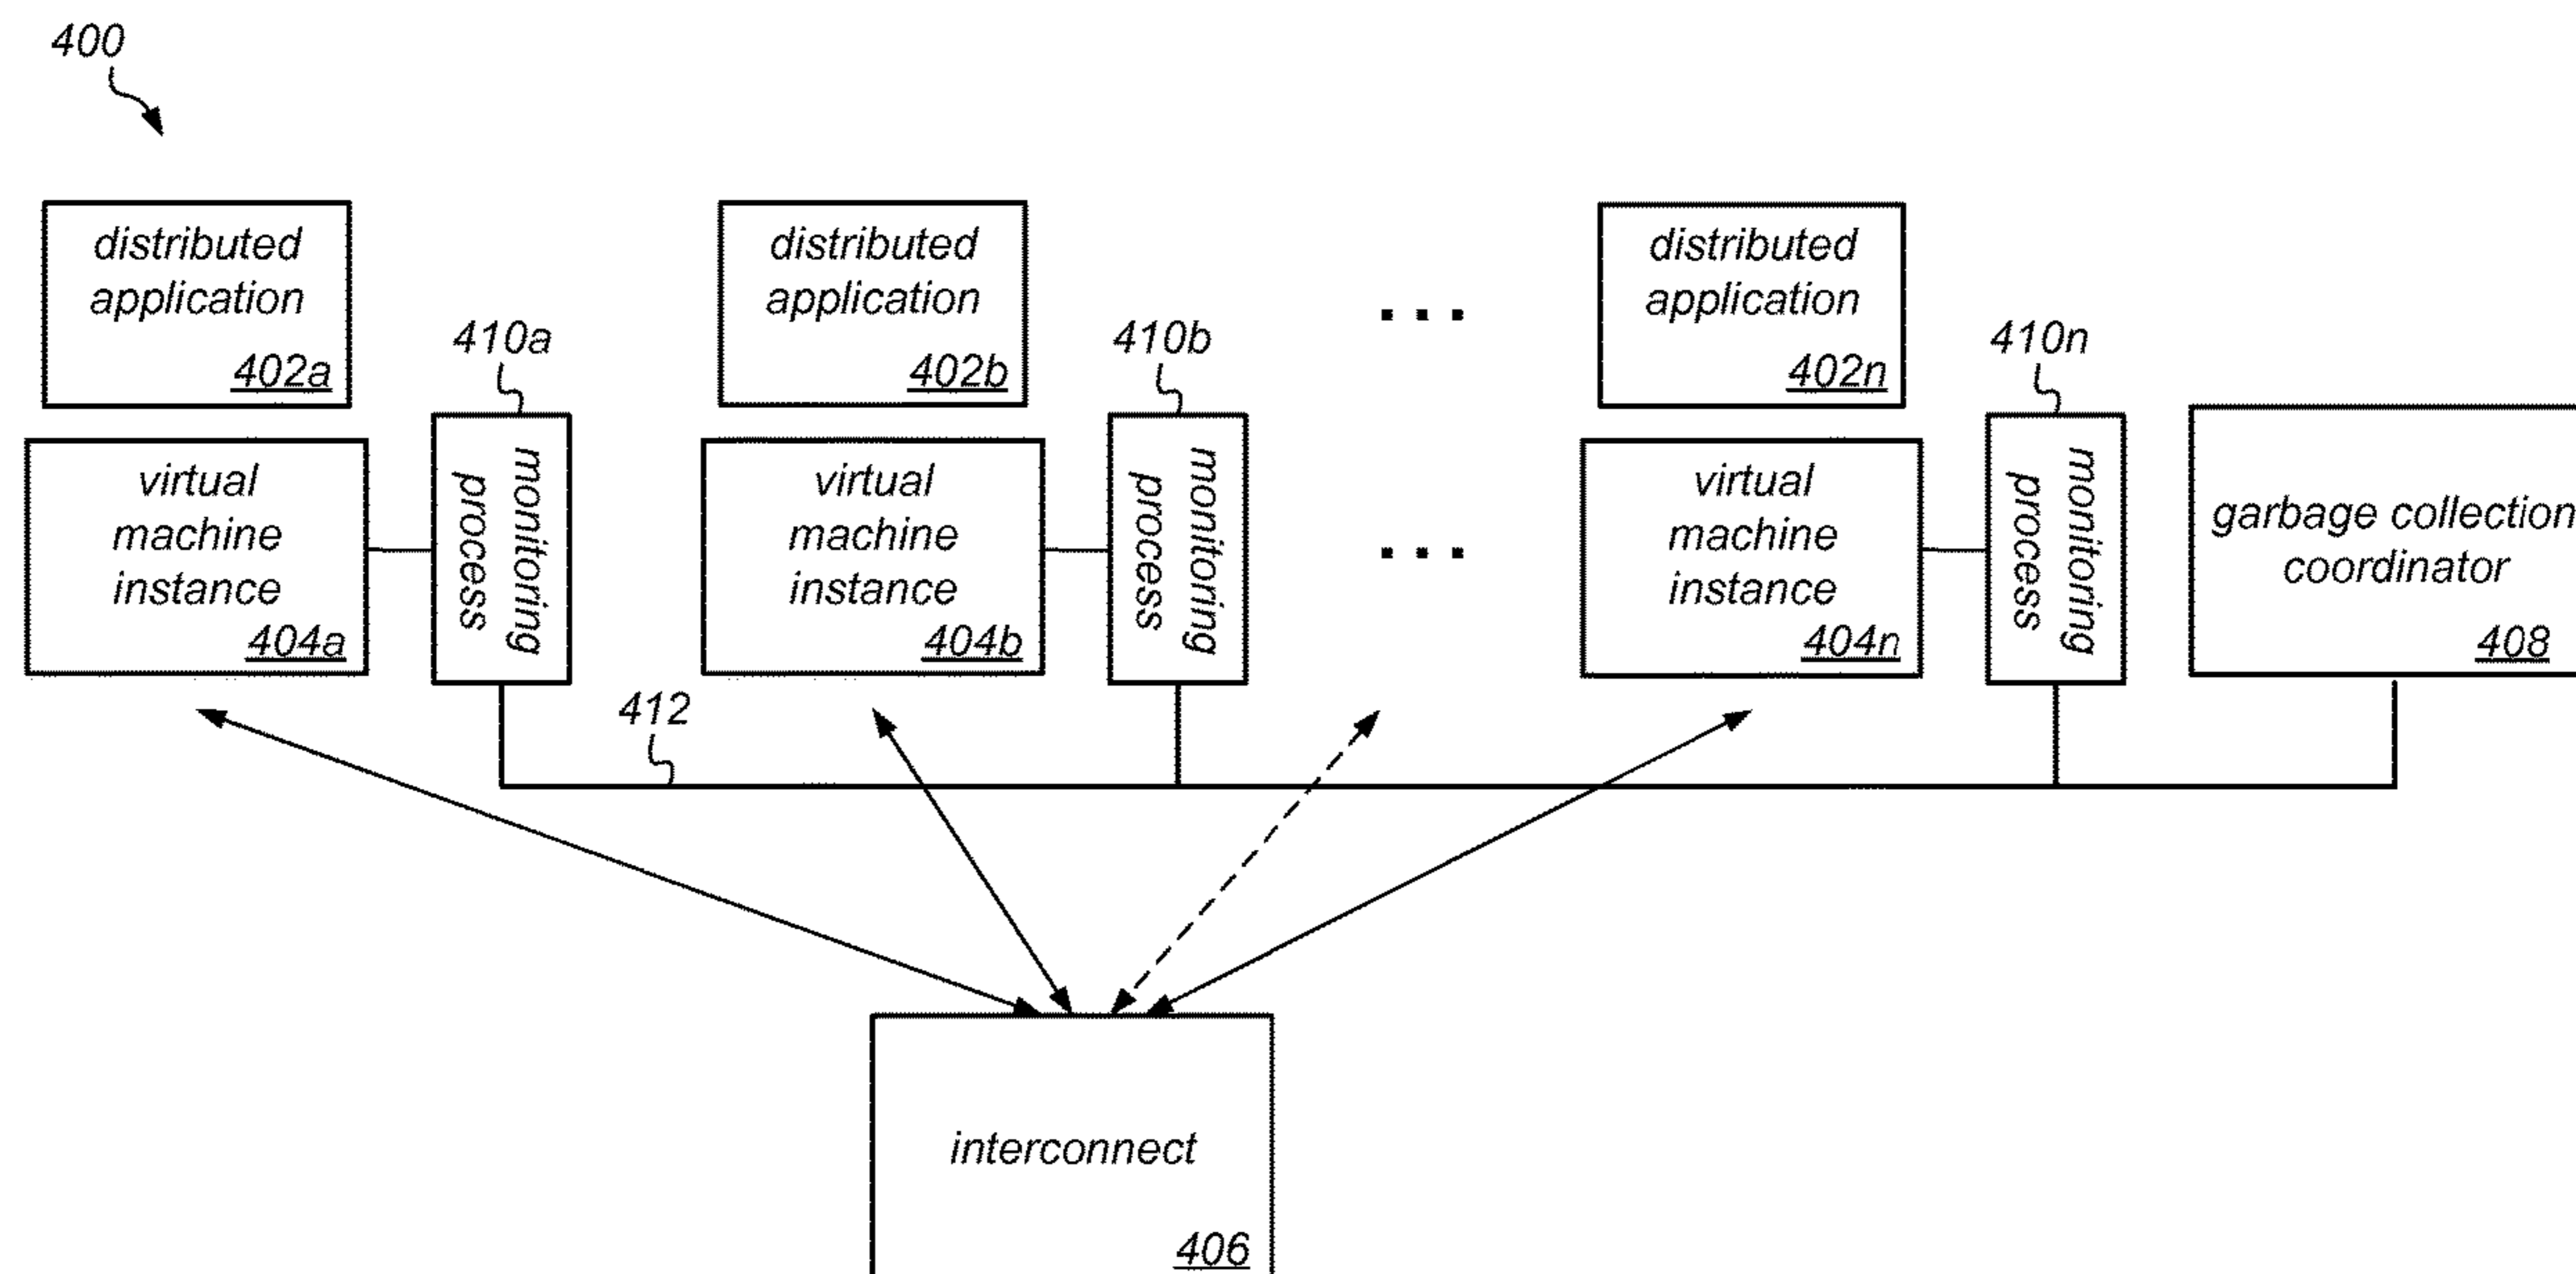 400
distributed
application
402a
distributed
application
402b
. . .
distributed
application
402n
410a
410b
410n
virtual
machine
instance
404a
monitoring
process
virtual
machine
instance
404b
monitoring
process
. . .
virtual
machine
instance
404n
monitoring
process
garbage collection
coordinator
408
412
interconnect
406